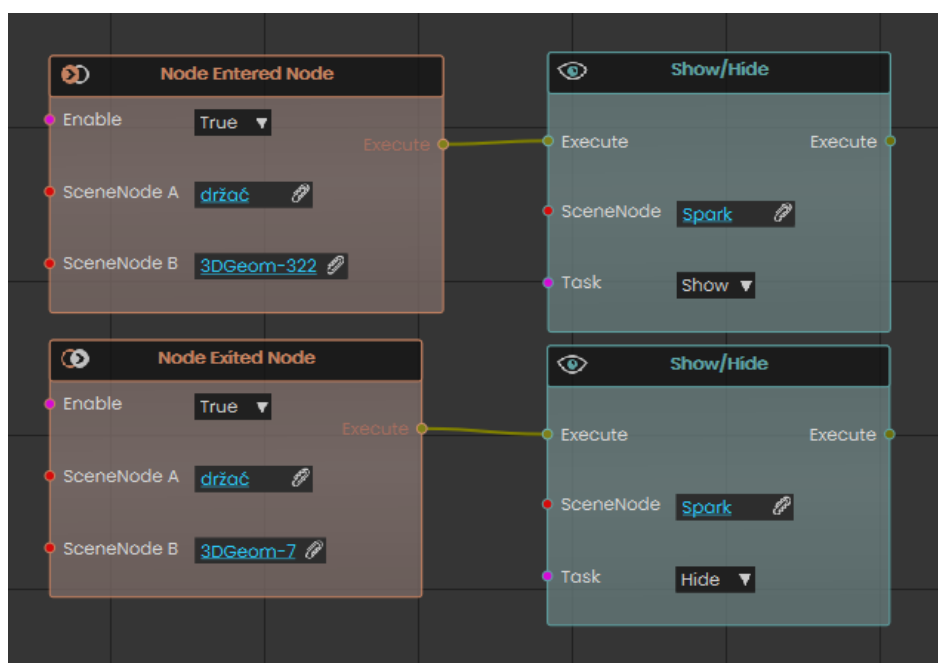 Node Entered Node
Enable True
Execute
SceneNode A držać
SceneNode B 3DGeom-322
Show/Hide
Execute Execute
SceneNode Spark
Task Show
Node Exited Node
Enable True
Execute
SceneNode A držać
SceneNode B 3DGeom-7
Show/Hide
Execute Execute
SceneNode Spark
Task Hide